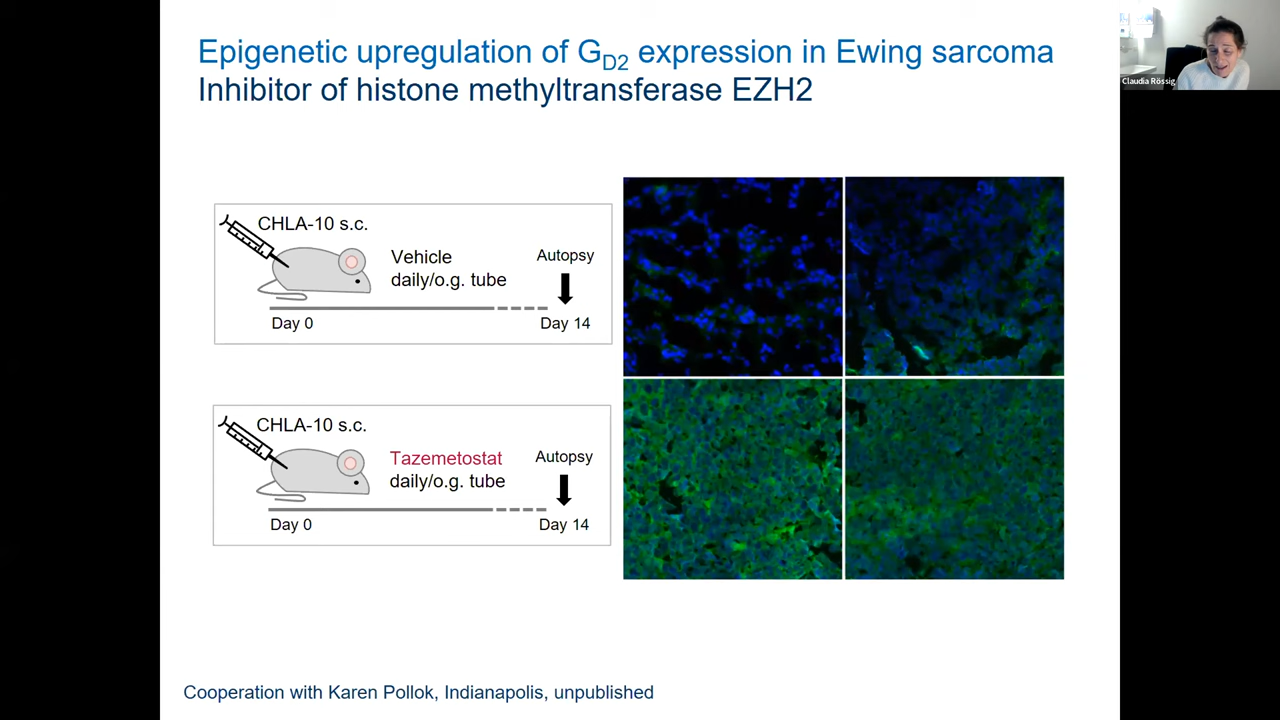 Epigenetic upregulation of GD2 expression in Ewing sarcoma
Inhibitor of histone methyltransferase EZH2
Claudia Rössig
CHLA-10 s.c.
Vehicle
daily/o.g. tube
Autopsy
Day 0
Day 14
CHLA-10 s.c.
Tazemetostat
daily/o.g. tube
Autopsy
Day 0
Day 14
Cooperation with Karen Pollok, Indianapolis, unpublished